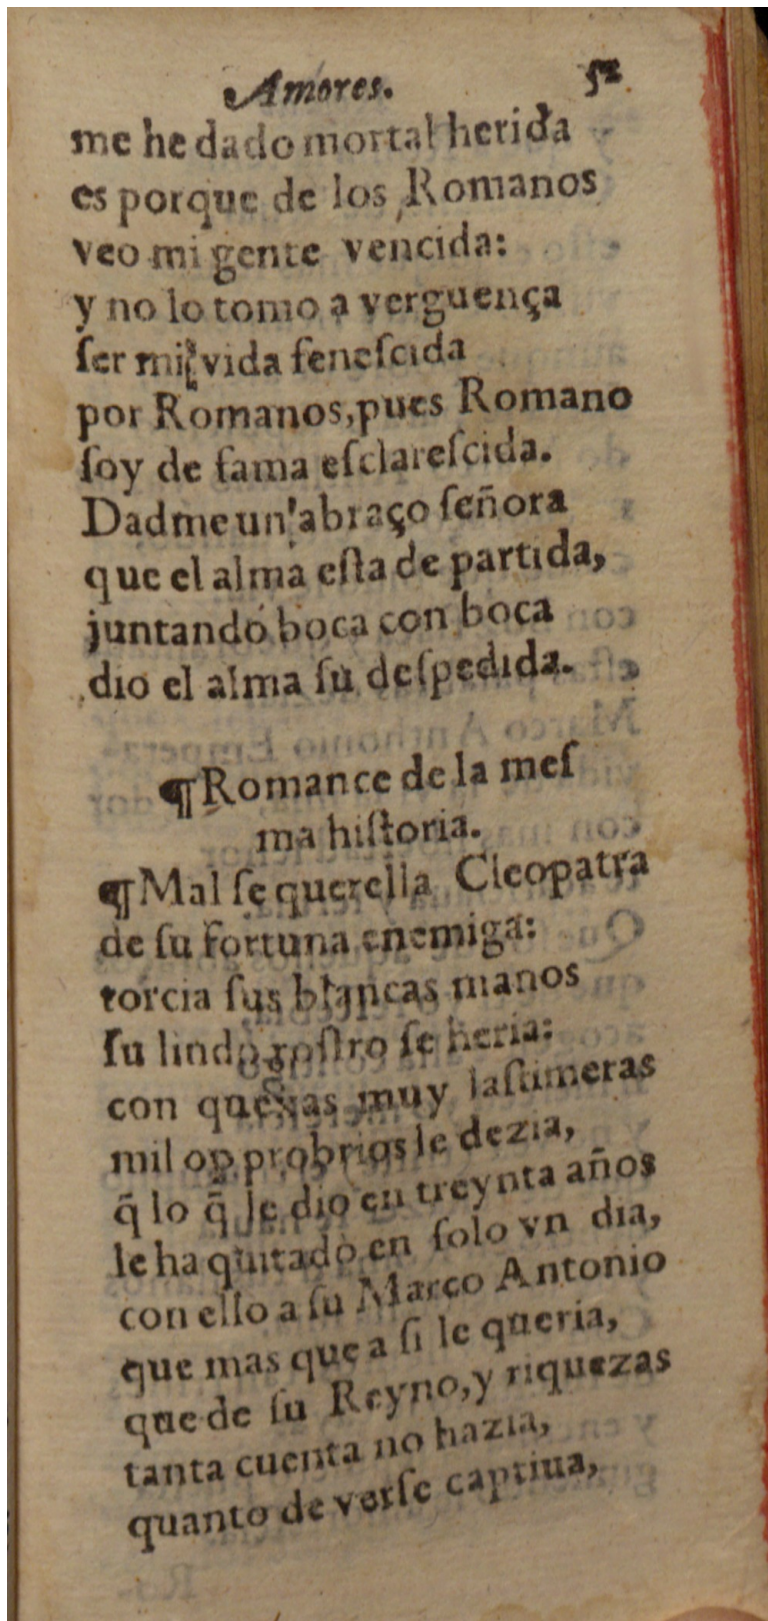 Amores. 52
me he dado mortal herida
es porque de los Romanos
veo mi gente vencida:
y no lo tomo a verguença
ſer mi vida feneſcida
por Romanos, pues Romano
ſoy de fama eſclareſcida.
Dadme un abraço ſeñora
que el alma eſta de partida,
juntando boca con boca
dio el alma ſu deſpedida.
¶Romance de la meſ
ma hiſtoria.
¶Mal ſe querella Cleopatra
de ſu fortuna enemiga:
torcia ſus blancas manos
ſu lindo roſtro ſe heria:
con quexas muy laſtimeras
mil opprobrios le dezia,
q̃ lo q̃ le dio en treynta años
le ha quitado en ſolo vn dia,
con ello a ſu Marco Antonio
que mas que a ſi le queria,
que de ſu Reyno, y riquezas
tanta cuenta no hazia,
quanto de verſe captiua,